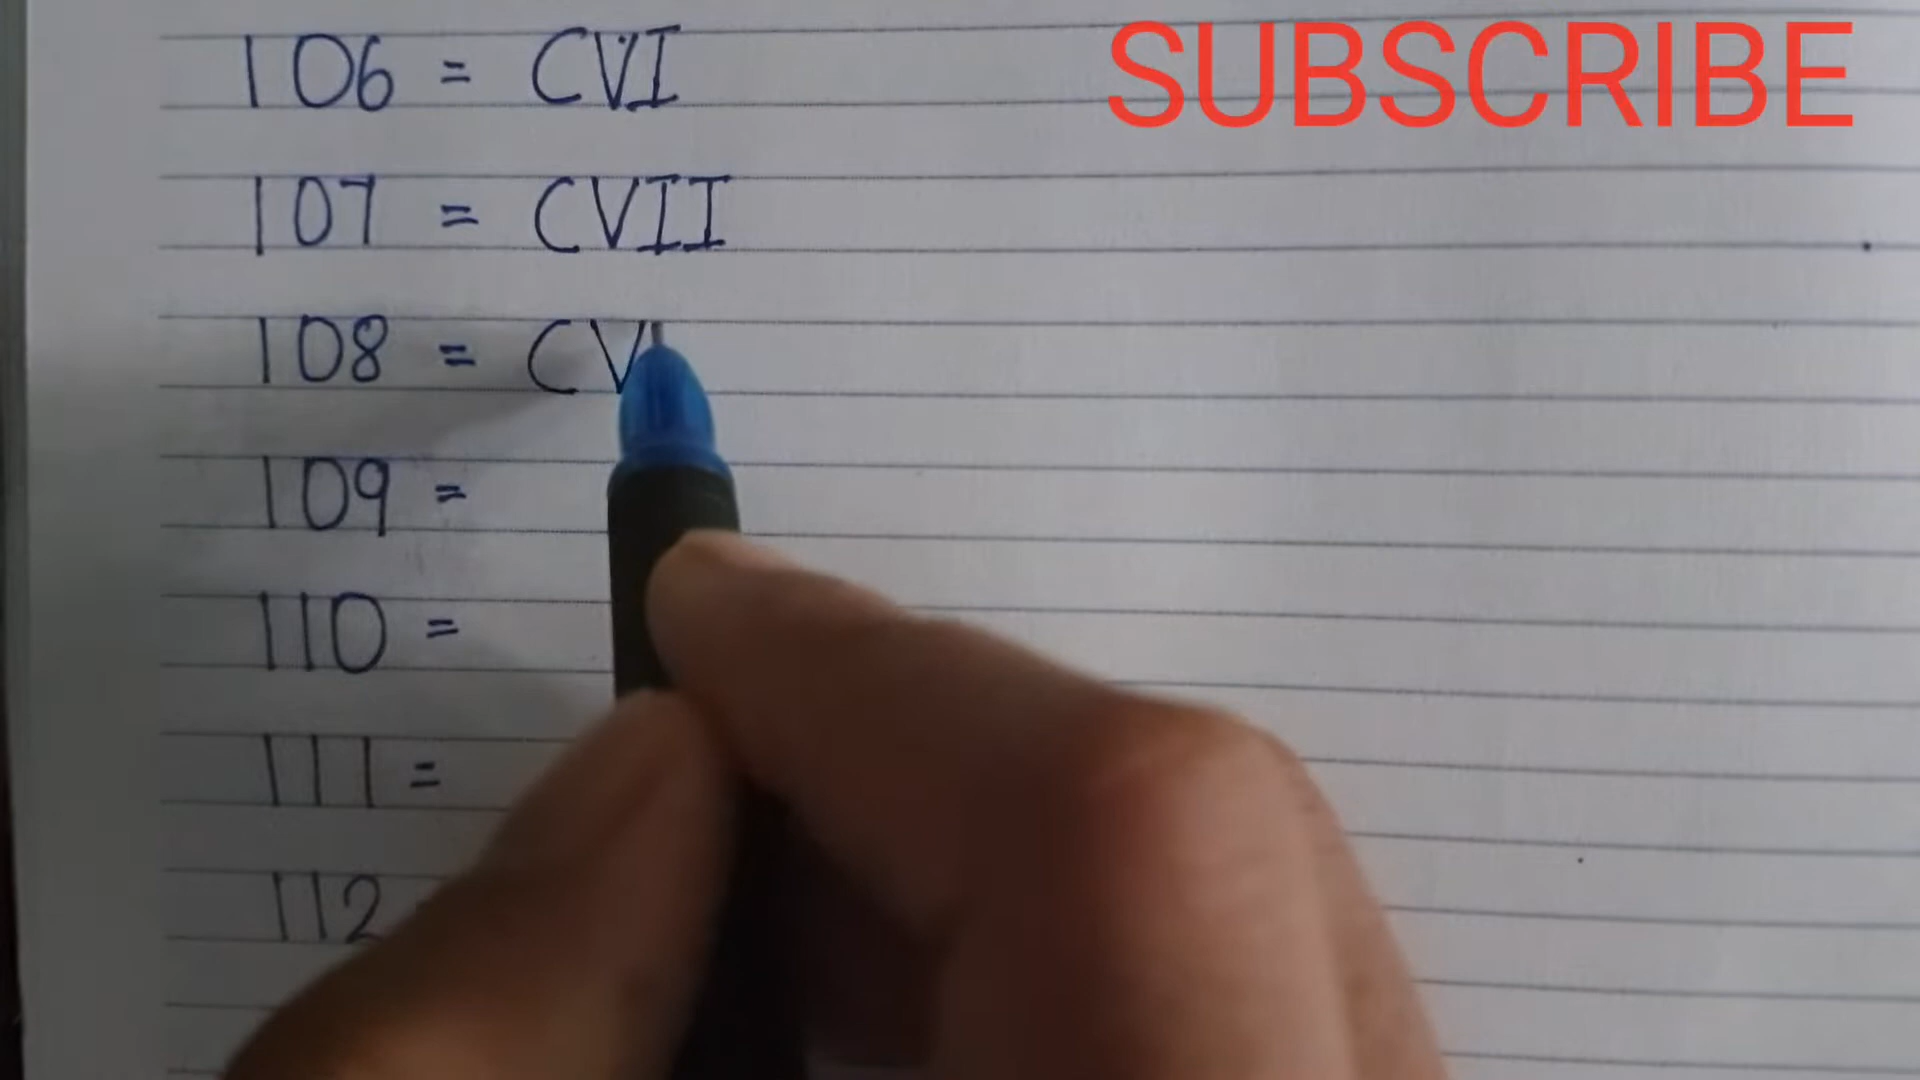 106 = CVI
SUBSCRIBE
107 = CVII
108 = CV
109 =
110 =
111 =
112